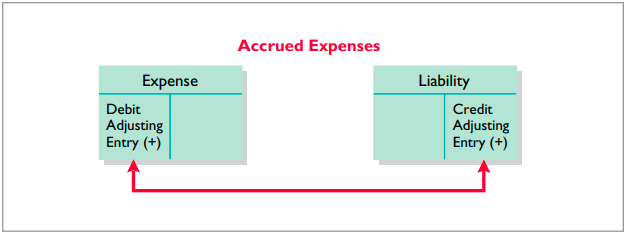 Accrued Expenses
Expense
Debit
Adjusting
Entry (+)
Liability
Credit
Adjusting
Entry (+)